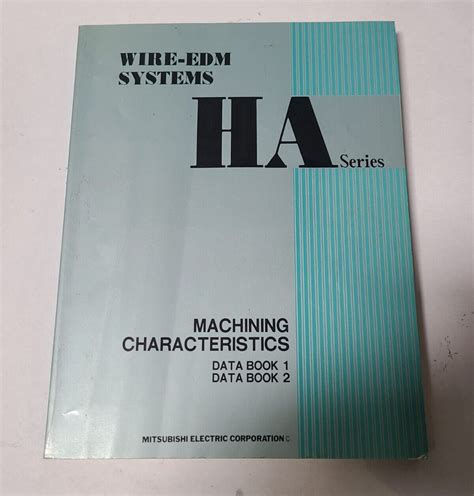 WIRE-EDM
SYSTEMS
HA Series
MACHINING
CHARACTERISTICS
DATA BOOK 1
DATA BOOK 2
MITSUBISHI ELECTRIC CORPORATION C